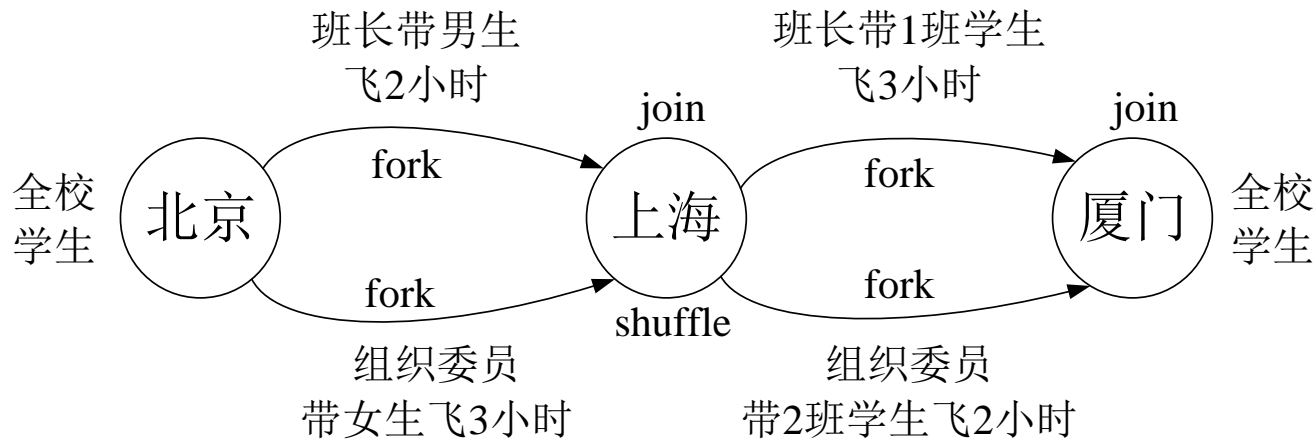 班长带男生
飞2小时
班长带1班学生
飞3小时
join
join
fork
fork
全校
学生
北京
上海
厦门
全校
学生
fork
fork
shuffle
组织委员
带女生飞3小时
组织委员
带2班学生飞2小时